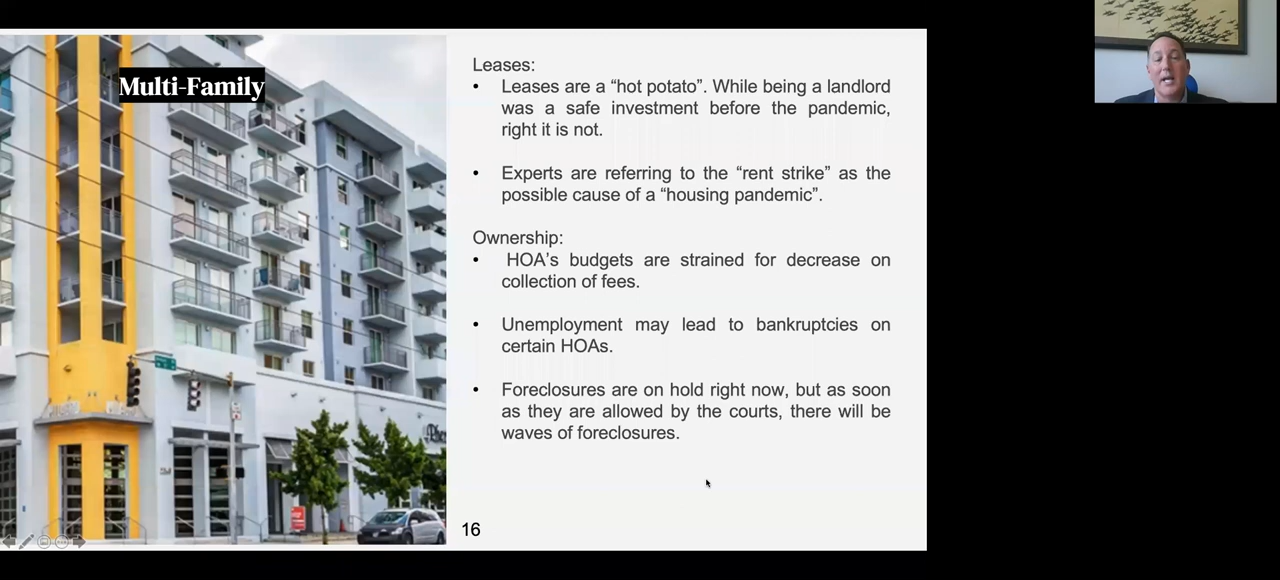 Multi-Family
Leases:
• Leases are a “hot potato”. While being a landlord
was a safe investment before the pandemic,
right it is not.
• Experts are referring to the “rent strike” as the
possible cause of a “housing pandemic”.
Ownership:
• HOA’s budgets are strained for decrease on
collection of fees.
• Unemployment may lead to bankruptcies on
certain HOAs.
• Foreclosures are on hold right now, but as soon
as they are allowed by the courts, there will be
waves of foreclosures.
16